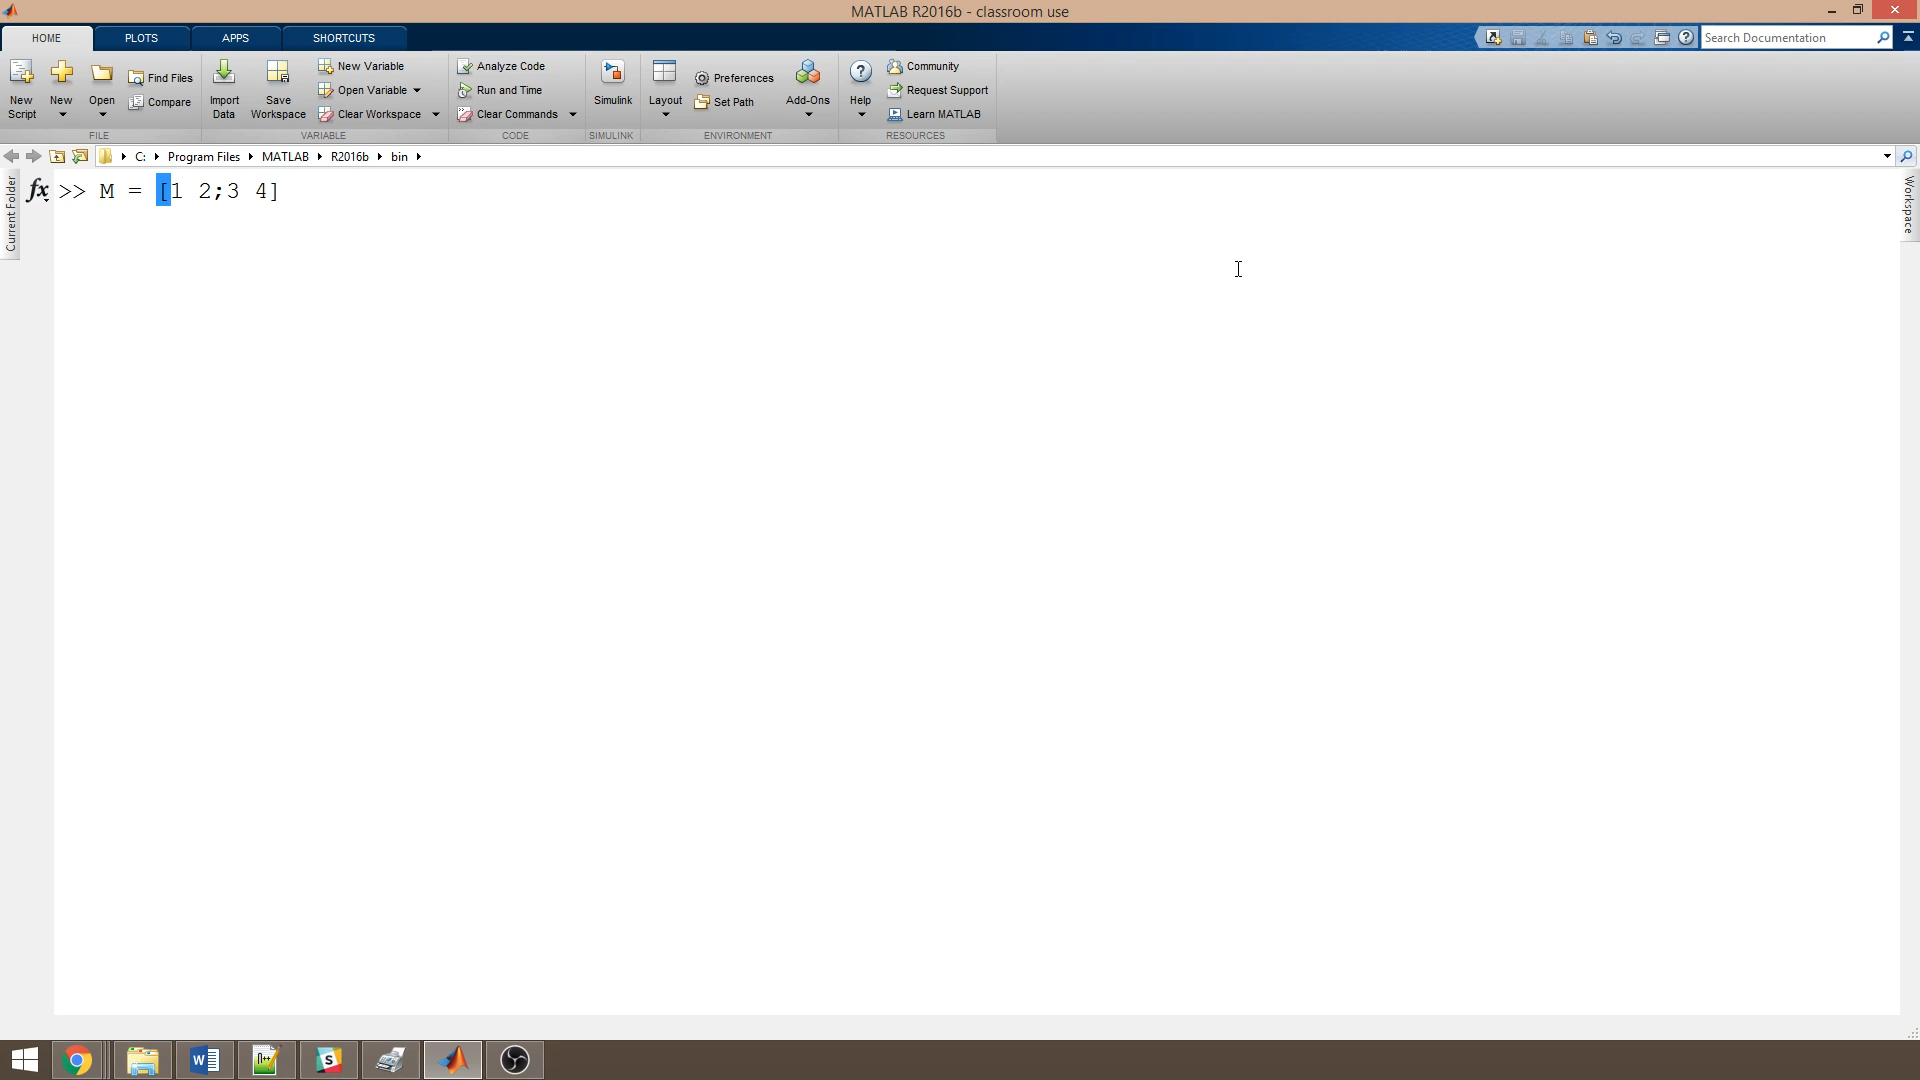 MATLAB R2016b - classroom use
HOME PLOTS APPS SHORTCUTS
Search Documentation
New Script
New
Open
Find Files
Compare
FILE
Import Data
Save Workspace
New Variable
Open Variable
Clear Workspace
VARIABLE
Analyze Code
Run and Time
Clear Commands
CODE
Simulink
SIMULINK
Layout
Preferences
Set Path
Add-Ons
ENVIRONMENT
Help
Community
Request Support
Learn MATLAB
RESOURCES
C: Program Files MATLAB R2016b bin
Current Folder
fx >> M = [1 2;3 4]
Workspace